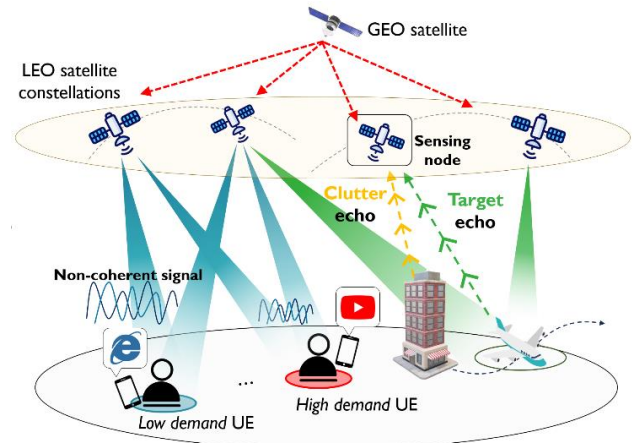 GEO satellite
LEO satellite
constellations
Sensing
node
Clutter
echo
Target
echo
Non-coherent signal
...
Low demand UE
High demand UE